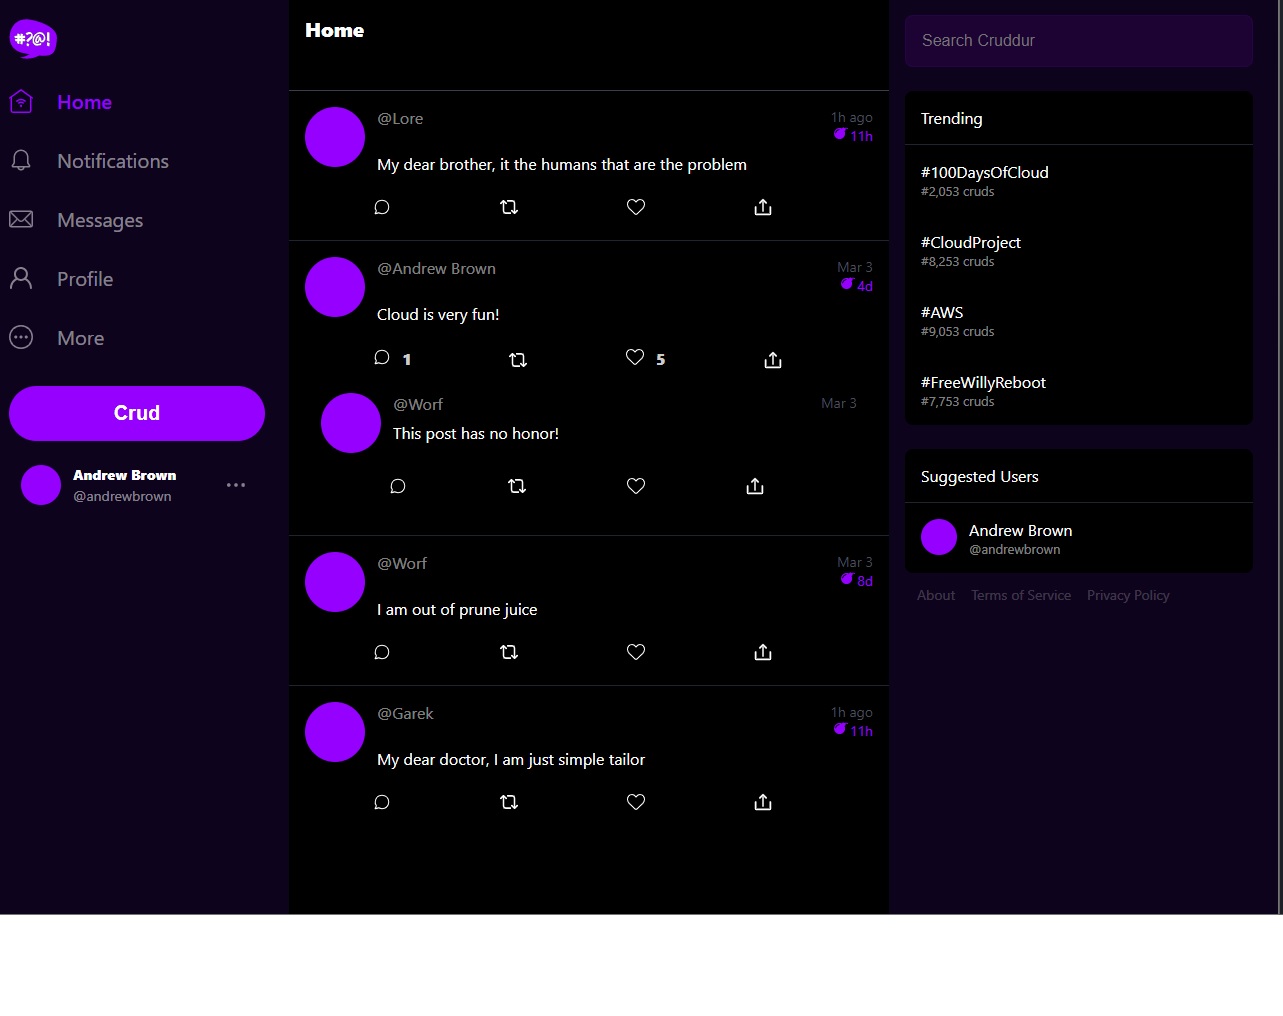 #?@!
Home
Notifications
Messages
Profile
More
Crud
Andrew Brown
@andrewbrown
Home
@Lore
1h ago
11h
My dear brother, it the humans that are the problem
@Andrew Brown
Mar 3
4d
Cloud is very fun!
1
5
@Worf
Mar 3
This post has no honor!
@Worf
Mar 3
8d
I am out of prune juice
@Garek
1h ago
11h
My dear doctor, I am just simple tailor
Search Cruddur
Trending
#100DaysOfCloud
#2,053 cruds
#CloudProject
#8,253 cruds
#AWS
#9,053 cruds
#FreeWillyReboot
#7,753 cruds
Suggested Users
Andrew Brown
@andrewbrown
About Terms of Service Privacy Policy